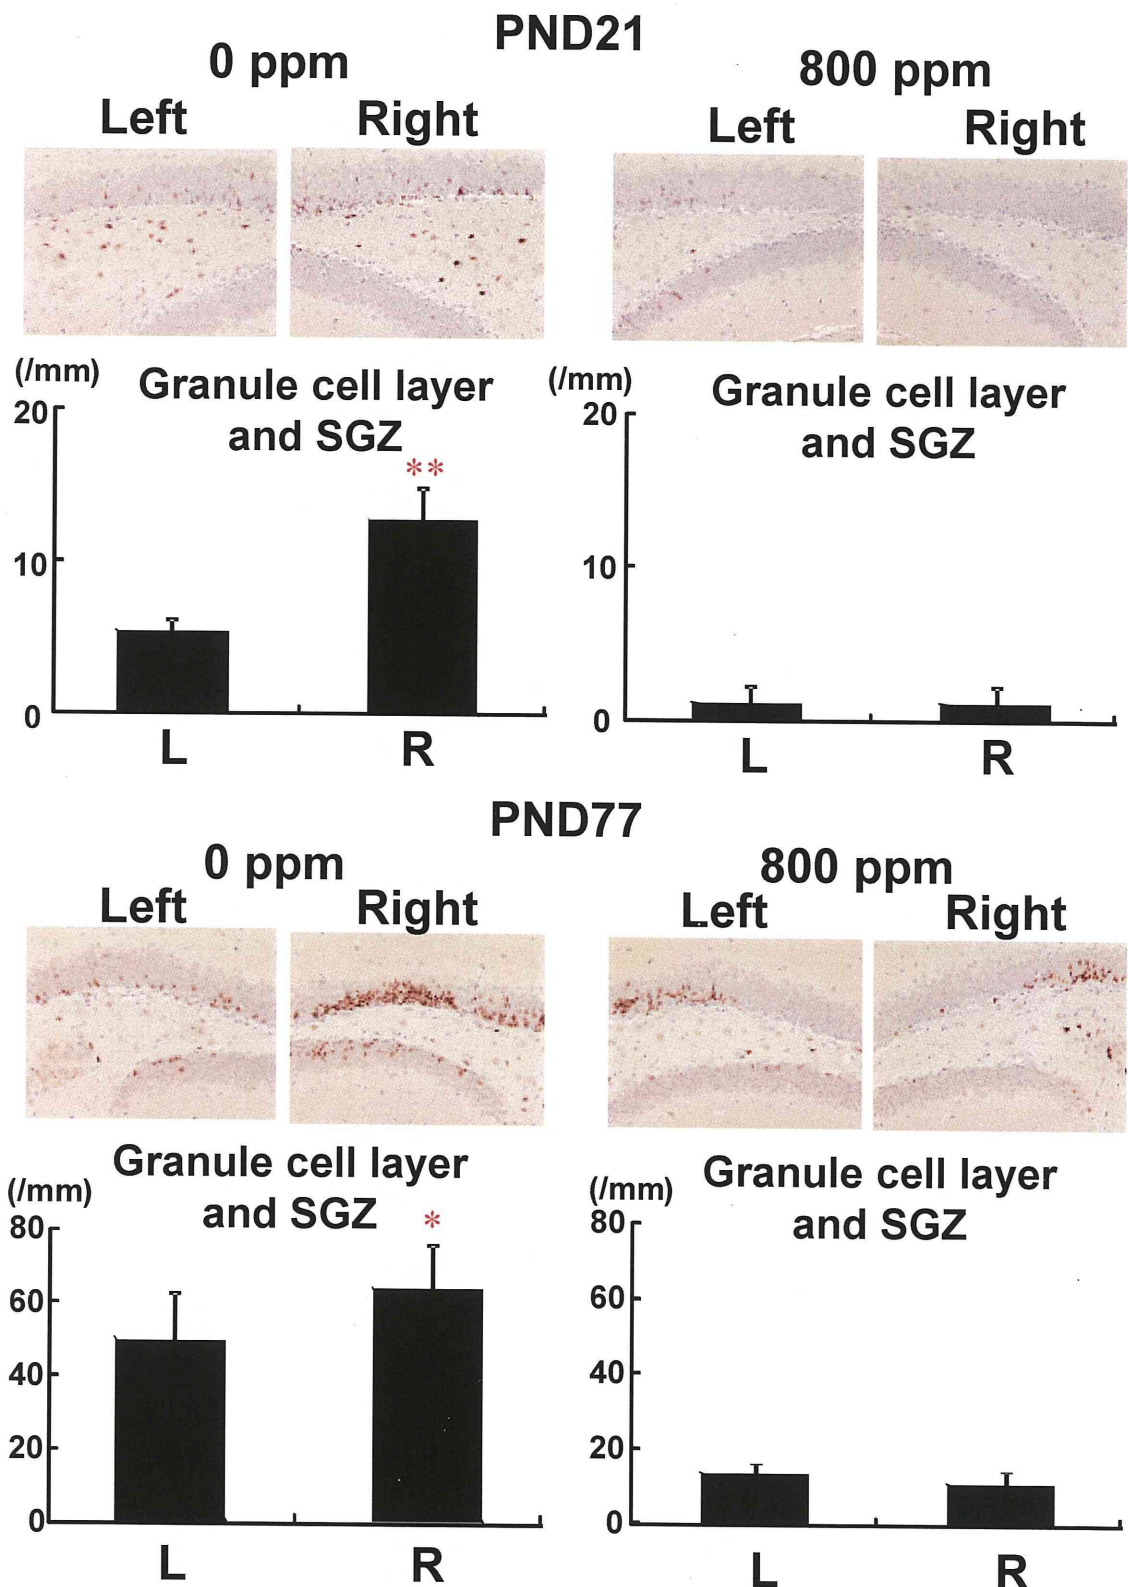 PND21
0 ppm
800 ppm
Left
Right
Left
Right
(/mm)
Granule cell layer
and SGZ
**
20
10
0
L
R
(/mm)
Granule cell layer
and SGZ
20
10
0
L
R
PND77
0 ppm
800 ppm
Left
Right
Left
Right
(/mm)
Granule cell layer
and SGZ
*
80
60
40
20
0
L
R
(/mm)
Granule cell layer
and SGZ
80
60
40
20
0
L
R